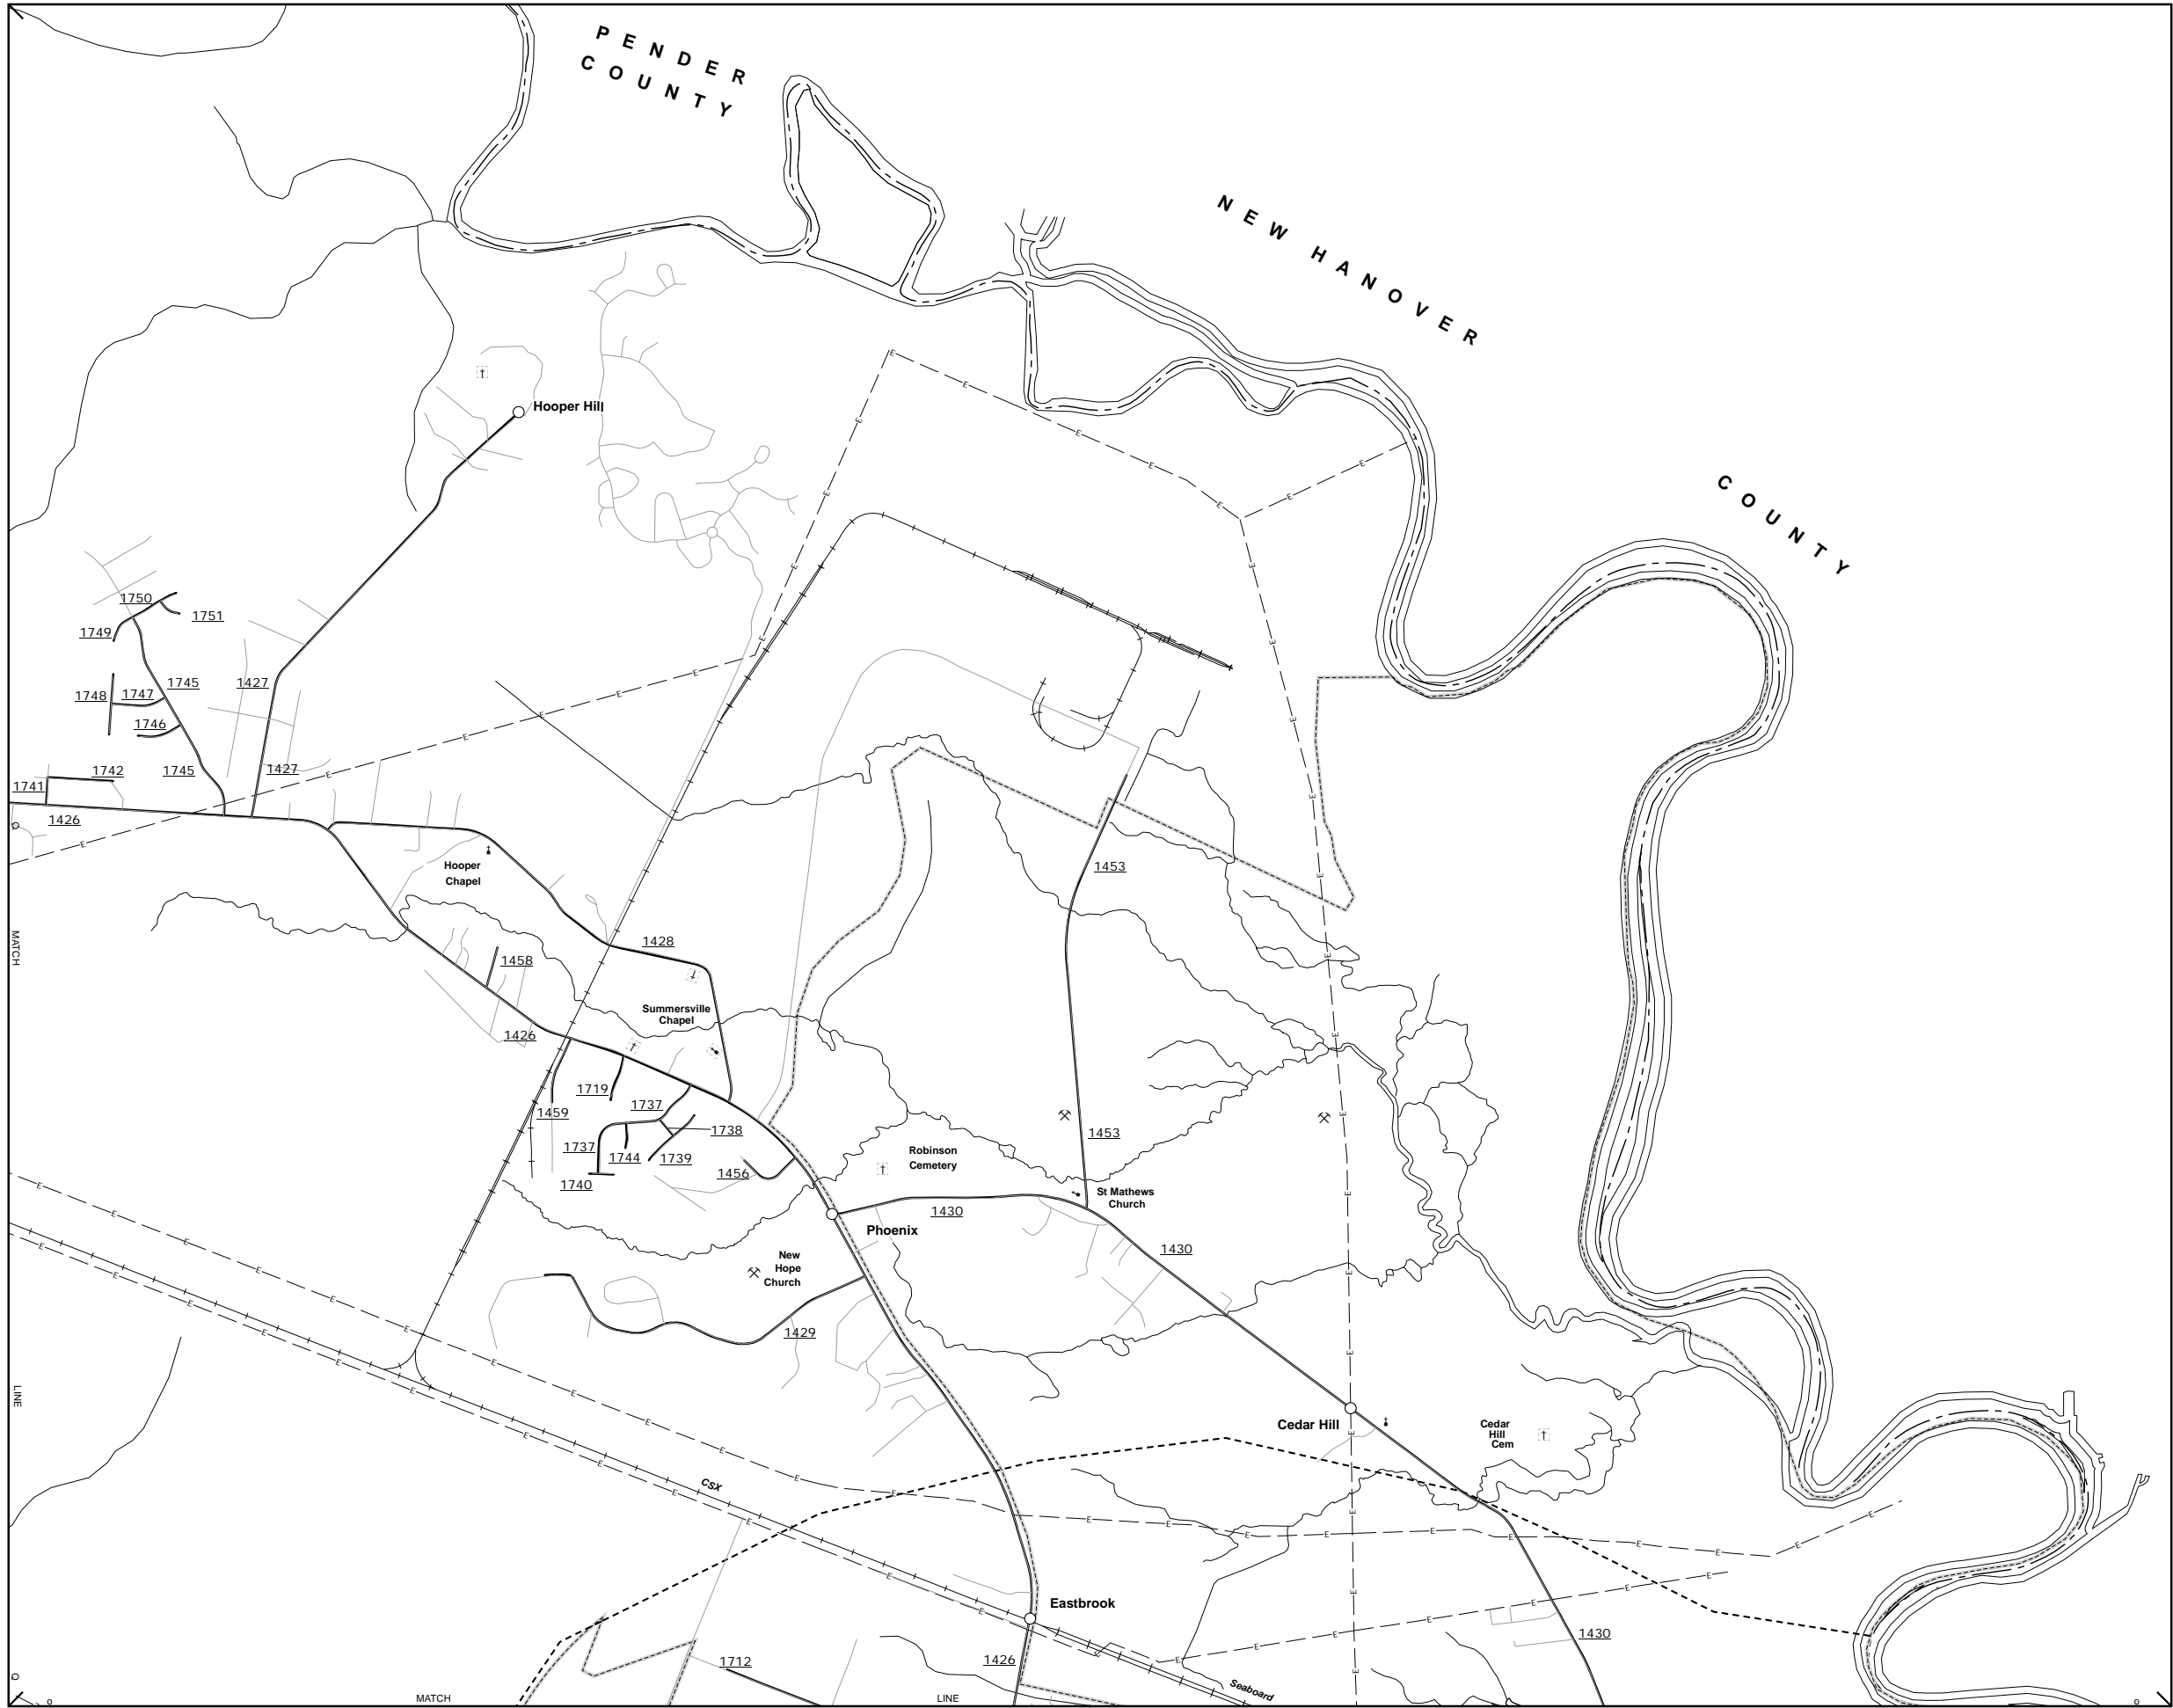 PENDER
COUNTY
NEW HANOVER
COUNTY
Hooper Hill
1750
1751
1749
1745
1748
1747
1427
1746
1745
1742
1427
1741
1426
1453
Hooper
Chapel
MATCH
1428
1458
Summersville
Chapel
1426
1719
1459
1737
1738
1453
1737
1744
1739
1456
1740
Robinson
Cemetery
St Mathews
Church
1430
Phoenix
1430
New
Hope
Church
1429
LINE
Cedar Hill
Cedar
Hill
Cem
CSX
Eastbrook
1430
1712
1426
Seaboard
MATCH
LINE